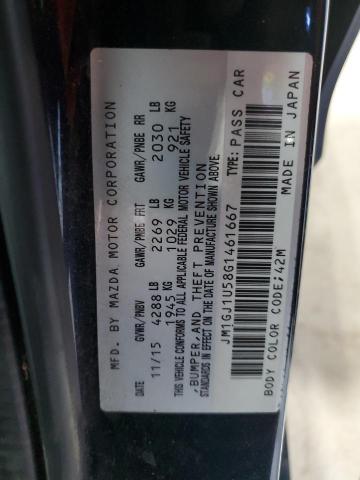 MFD. BY MAZDA MOTOR CORPORATION
DATE GVWR/PNBV GAWR/PNBE FRT GAWR/PNBE RR
11/15 4288 LB 2269 LB 2030 LB
1945 KG 1029 KG 921 KG
THIS VEHICLE CONFORMS TO ALL APPLICABLE FEDERAL MOTOR VEHICLE SAFETY
,BUMPER,AND THEFT PREVENTION
STANDARDS IN EFFECT ON THE DATE OF MANUFACTURE SHOWN ABOVE.
JM1GJ1U58G1461667 TYPE:PASS CAR
BODY COLOR CODE:42M MADE IN JAPAN